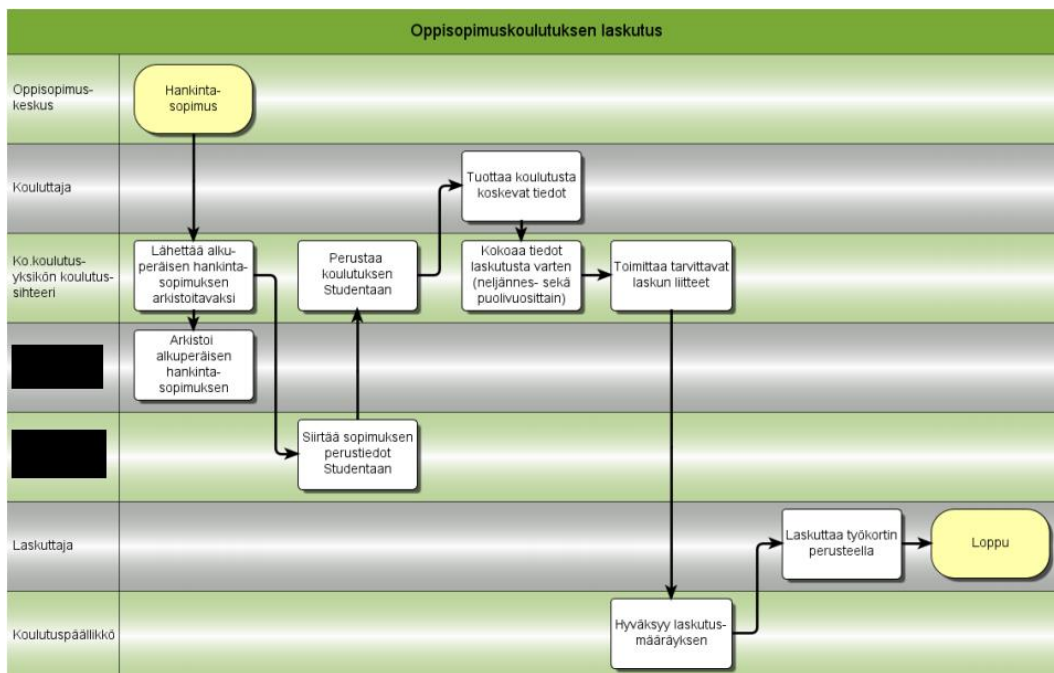 Oppisopimuskoulutuksen laskutus
Oppisopimus-
keskus
Hankinta-
sopimus
Kouluttaja
Tuottaa koulutusta
koskevat tiedot
Ko.koulutus-
yksikön koulutus-
sihteeri
Lähettää alku-
peräisen hankinta-
sopimuksen
arkistoitavaksi
Perustaa
koulutuksen
Studentaan
Kokoaa tiedot
laskutusta varten
(neljännes- sekä
puolivuosittain)
Toimittaa tarvittavat
laskun liitteet
Arkistoi
alkuperäisen
hankinta-
sopimuksen
Siirtää sopimuksen
perustiedot
Studentaan
Laskuttaja
Laskuttaa työkortin
perusteella
Loppu
Koulutuspäällikkö
Hyväksyy laskutus-
määräyksen